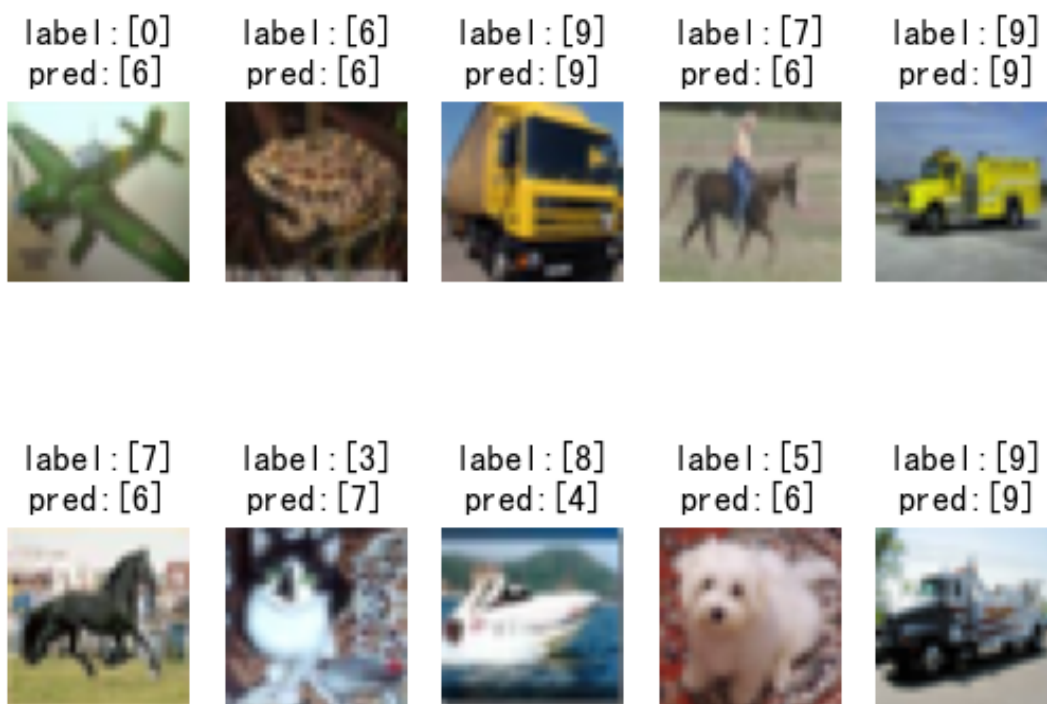 label:[0]
pred:[6]
label:[6]
pred:[6]
label:[9]
pred:[9]
label:[7]
pred:[6]
label:[9]
pred:[9]
label:[7]
pred:[6]
label:[3]
pred:[7]
label:[8]
pred:[4]
label:[5]
pred:[6]
label:[9]
pred:[9]